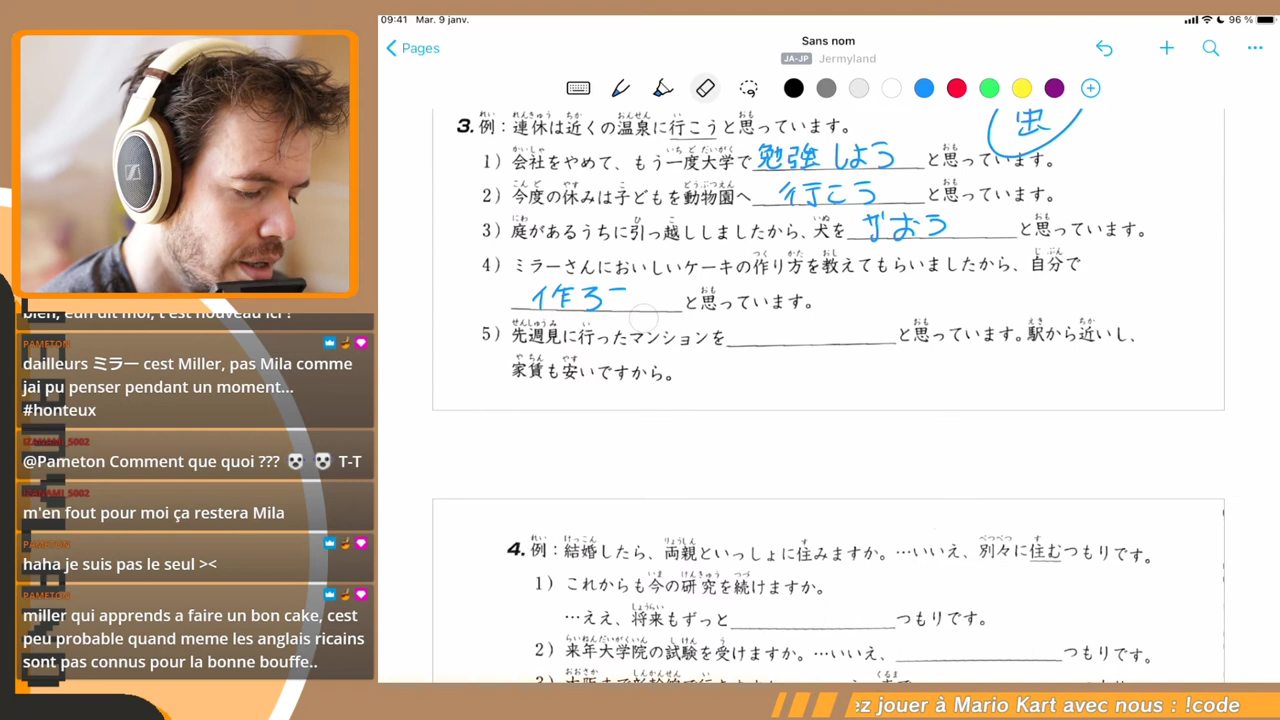 09:41 Mar. 9 janv.
96 %
Pages
Sans nom
JA-JP Jermyland
3. 例：連休は近くの温泉に行こうと思っています。
1) 会社をやめて、もう一度大学で勉強しようと思っています。
2) 今度の休みは子どもを動物園へ行こうと思っています。
3) 庭があるうちに引っ越ししましたから、犬をがおうと思っています。
4) ミラーさんにおいしいケーキの作り方を教えてもらいましたから、自分で
作ろと思っています。
5) 先週見に行ったマンションを と思っています。駅から近いし、
家賃も安いですから。
4. 例：結婚したら、両親といっしょに住みますか。…いいえ、別々に住むつもりです。
1) これからも今の研究を続けますか。
…ええ、将来もずっと つもりです。
2) 来年大学院の試験を受けますか。…いいえ、 つもりです。
PAMETON
dailleurs ミラー cest Miller, pas Mila comme
jai pu penser pendant un moment...
#honteux
IZANAMI_5002
@Pameton Comment que quoi ??? T-T
IZANAMI_5002
m'en fout pour moi ça restera Mila
PAMETON
haha je suis pas le seul ><
PAMETON
miller qui apprends a faire un bon cake, cest
peu probable quand meme les anglais ricains
sont pas connus pour la bonne bouffe..
ez jouer à Mario Kart avec nous : !code